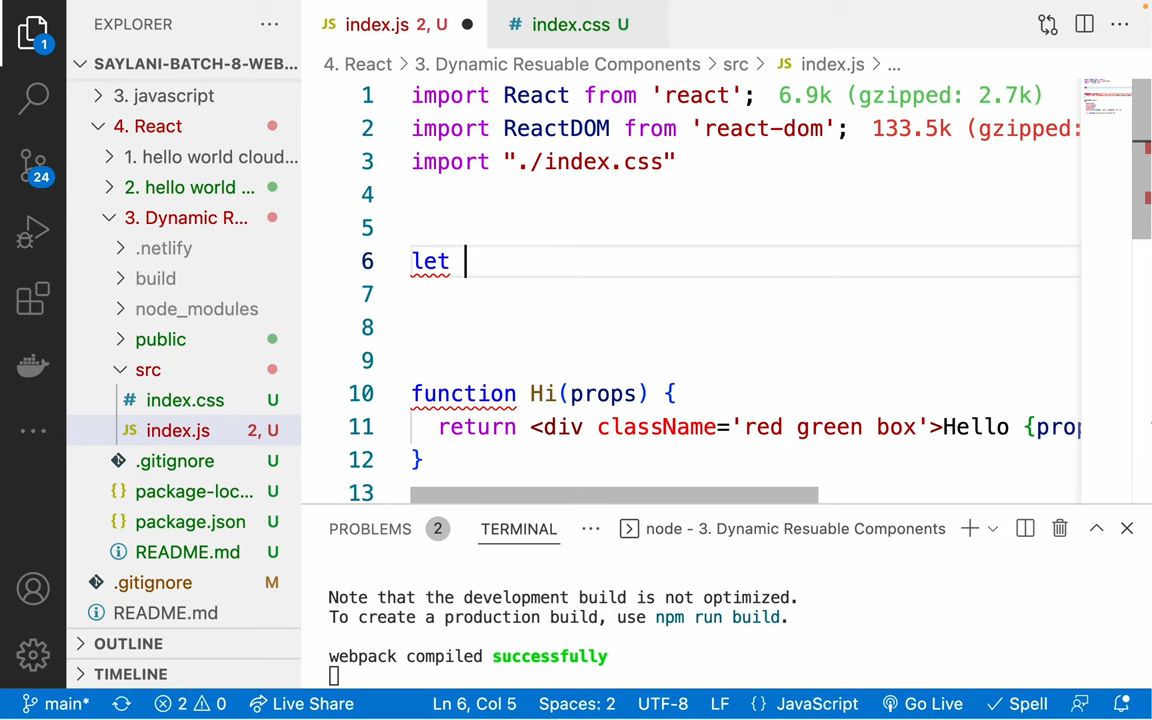 EXPLORER
SAYLANI-BATCH-8-WEB...
3. javascript
4. React
1. hello world cloud...
2. hello world ...
3. Dynamic R...
.netlify
build
node_modules
public
src
# index.css U
JS index.js 2, U
.gitignore U
{} package-loc... U
{} package.json U
README.md U
.gitignore M
README.md
OUTLINE
TIMELINE
1
24
JS index.js 2, U
# index.css U
4. React > 3. Dynamic Resuable Components > src > JS index.js > ...
1 import React from 'react'; 6.9k (gzipped: 2.7k)
2 import ReactDOM from 'react-dom'; 133.5k (gzipped:
3 import "./index.css"
4
5
6 let
7
8
9
10 function Hi(props) {
11 return <div className='red green box'>Hello {prop
12 }
13
PROBLEMS 2 TERMINAL ... node - 3. Dynamic Resuable Components
Note that the development build is not optimized.
To create a production build, use npm run build.
webpack compiled successfully
main* 2 0 Live Share Ln 6, Col 5 Spaces: 2 UTF-8 LF {} JavaScript Go Live Spell